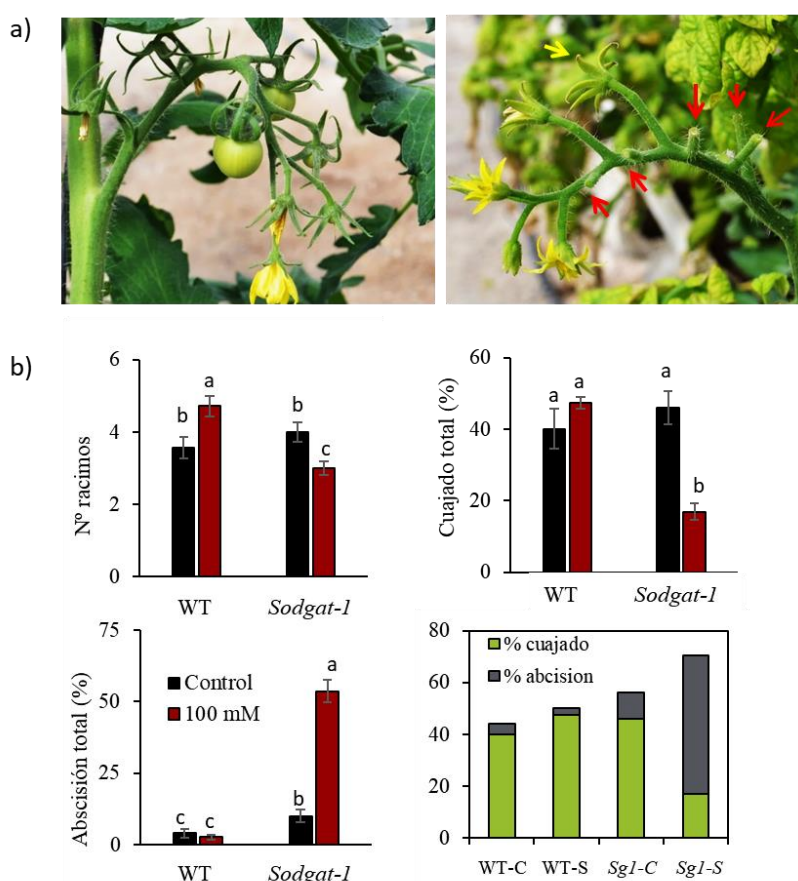 a)
b)
Nº racimos
6
4
2
0
b
a
b
c
WT
Sodgat-1
Cuajado total (%)
60
40
20
0
a
a
a
b
WT
Sodgat-1
Abscisión total (%)
75
50
25
0
Control
100 mM
c
c
b
a
WT
Sodgat-1
80
60
40
20
0
% cuajado
% abcision
WT-C
WT-S
Sg1-C
Sg1-S